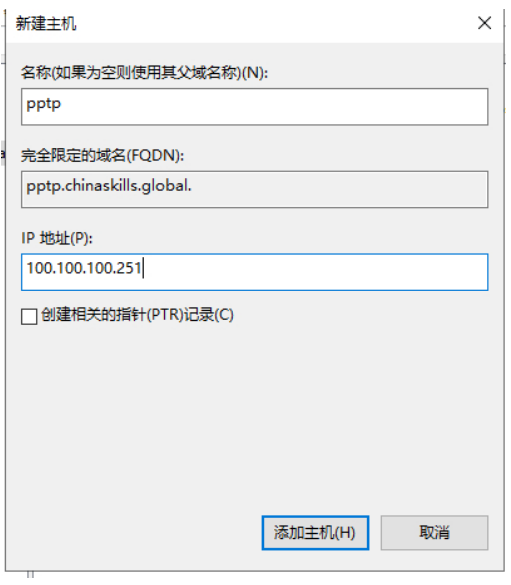 新建主机
名称(如果为空则使用其父域名称)(N):
pptp
完全限定的域名(FQDN):
pptp.chinaskills.global.
IP 地址(P):
100.100.100.251
创建相关的指针(PTR)记录(C)
添加主机(H)
取消